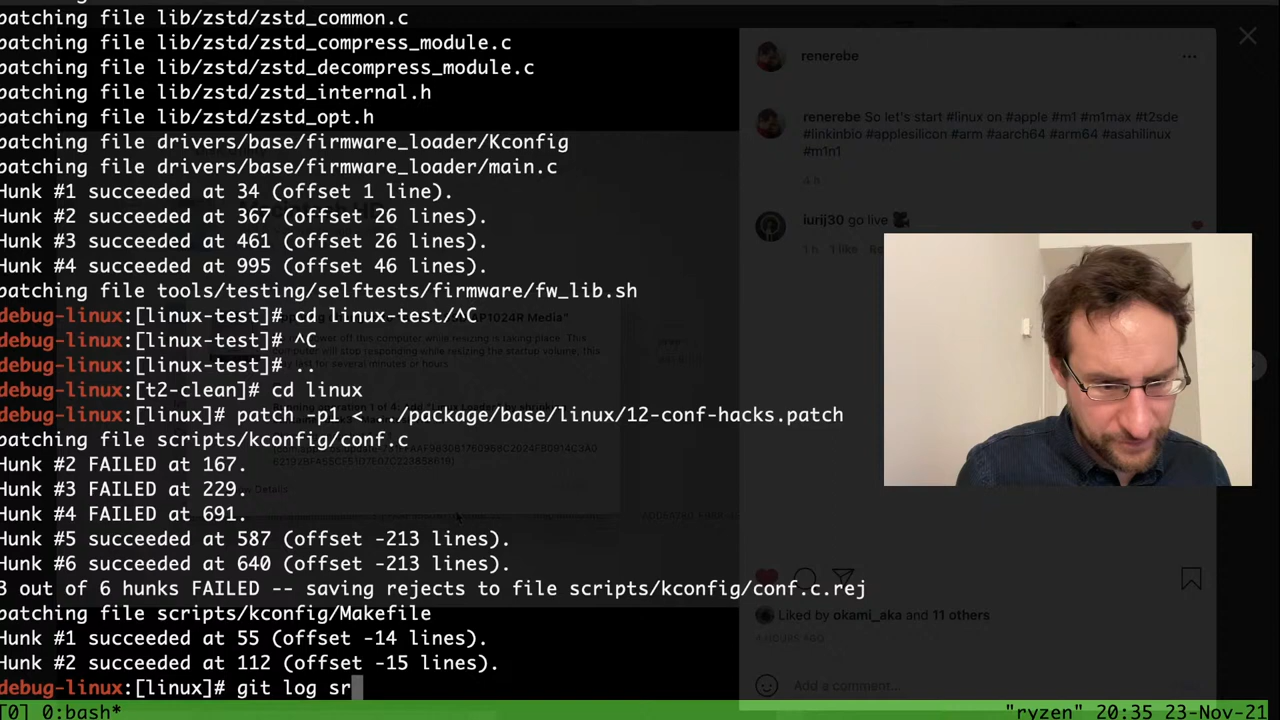 patching file lib/zstd/zstd_common.c
patching file lib/zstd/zstd_compress_module.c
patching file lib/zstd/zstd_decompress_module.c
patching file lib/zstd/zstd_internal.h
patching file lib/zstd/zstd_opt.h
patching file drivers/base/firmware_loader/Kconfig
patching file drivers/base/firmware_loader/main.c
Hunk #1 succeeded at 34 (offset 1 line).
Hunk #2 succeeded at 367 (offset 26 lines).
Hunk #3 succeeded at 461 (offset 26 lines).
Hunk #4 succeeded at 995 (offset 46 lines).
patching file tools/testing/selftests/firmware/fw_lib.sh
debug-linux:[linux-test]# cd linux-test/^C
debug-linux:[linux-test]# ^C
debug-linux:[linux-test]# ..
debug-linux:[t2-clean]# cd linux
debug-linux:[linux]# patch -p1 < ../package/base/linux/12-conf-hacks.patch
patching file scripts/kconfig/conf.c
Hunk #2 FAILED at 167.
Hunk #3 FAILED at 229.
Hunk #4 FAILED at 691.
Hunk #5 succeeded at 587 (offset -213 lines).
Hunk #6 succeeded at 640 (offset -213 lines).
3 out of 6 hunks FAILED -- saving rejects to file scripts/kconfig/conf.c.rej
patching file scripts/kconfig/Makefile
Hunk #1 succeeded at 55 (offset -14 lines).
Hunk #2 succeeded at 112 (offset -15 lines).
debug-linux:[linux]# git log sr
[0] 0:bash*
"ryzen" 20:35 23-Nov-21
renerebe
renerebe So let's start #linux on #apple #m1 #m1max #t2sde
#linkinbio #applesilicon #arm #aarch64 #arm64 #asahilinux
#m1n1
4 h
iurij30 go live
1 h 1 like
Liked by okami_aka and 11 others
4 HOURS AGO
Add a comment...